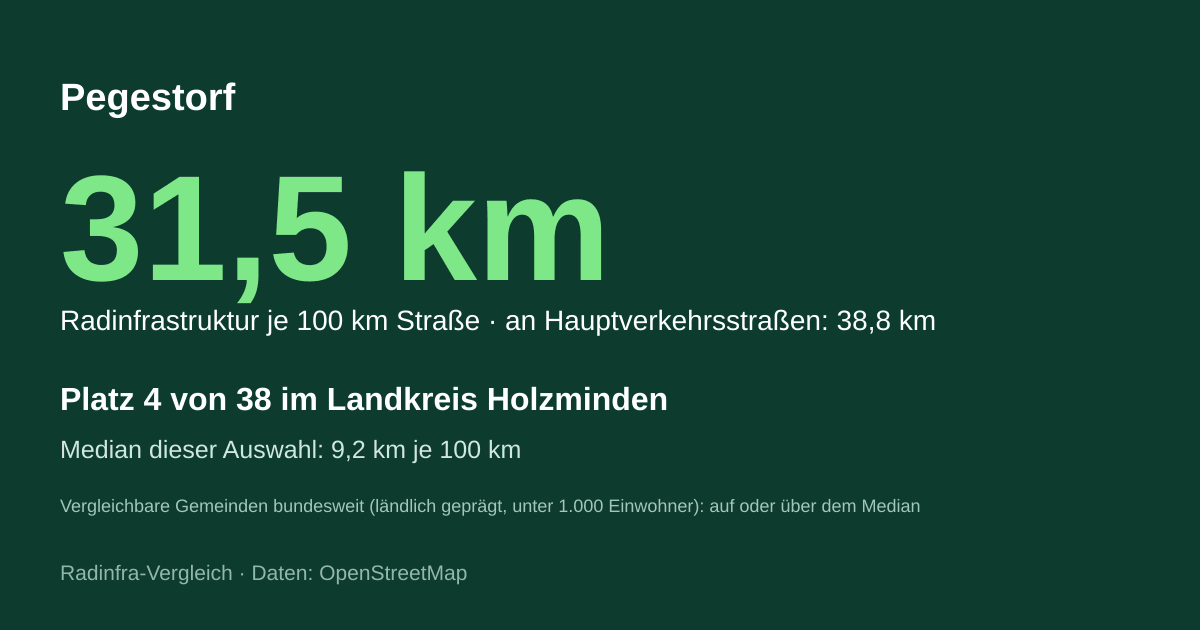 Pegestorf
31,5 km
Radinfrastruktur je 100 km Straße · an Hauptverkehrsstraßen: 38,8 km
Platz 4 von 38 im Landkreis Holzminden
Median dieser Auswahl: 9,2 km je 100 km
Vergleichbare Gemeinden bundesweit (ländlich geprägt, unter 1.000 Einwohner): auf oder über dem Median
Radinfra-Vergleich · Daten: OpenStreetMap